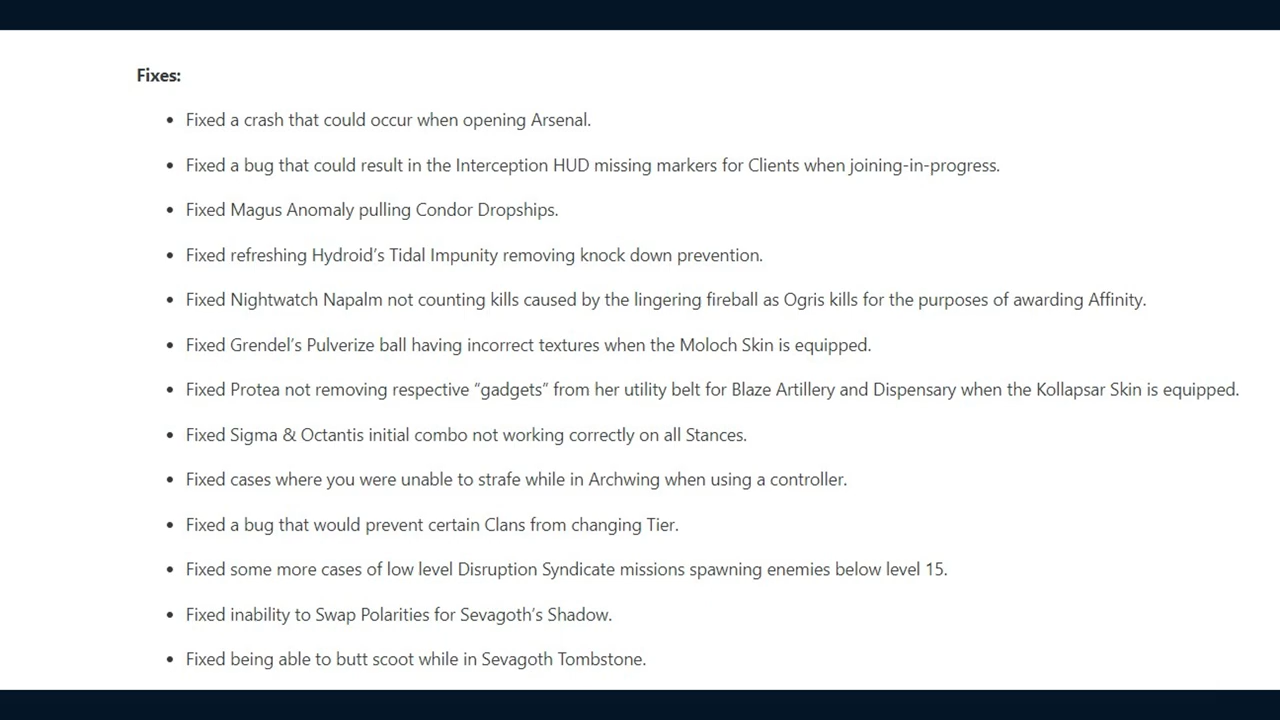 Fixes:
• Fixed a crash that could occur when opening Arsenal.
• Fixed a bug that could result in the Interception HUD missing markers for Clients when joining-in-progress.
• Fixed Magus Anomaly pulling Condor Dropships.
• Fixed refreshing Hydroid's Tidal Impunity removing knock down prevention.
• Fixed Nightwatch Napalm not counting kills caused by the lingering fireball as Ogris kills for the purposes of awarding Affinity.
• Fixed Grendel's Pulverize ball having incorrect textures when the Moloch Skin is equipped.
• Fixed Protea not removing respective “gadgets” from her utility belt for Blaze Artillery and Dispensary when the Kollapsar Skin is equipped.
• Fixed Sigma & Octantis initial combo not working correctly on all Stances.
• Fixed cases where you were unable to strafe while in Archwing when using a controller.
• Fixed a bug that would prevent certain Clans from changing Tier.
• Fixed some more cases of low level Disruption Syndicate missions spawning enemies below level 15.
• Fixed inability to Swap Polarities for Sevagoth's Shadow.
• Fixed being able to butt scoot while in Sevagoth Tombstone.